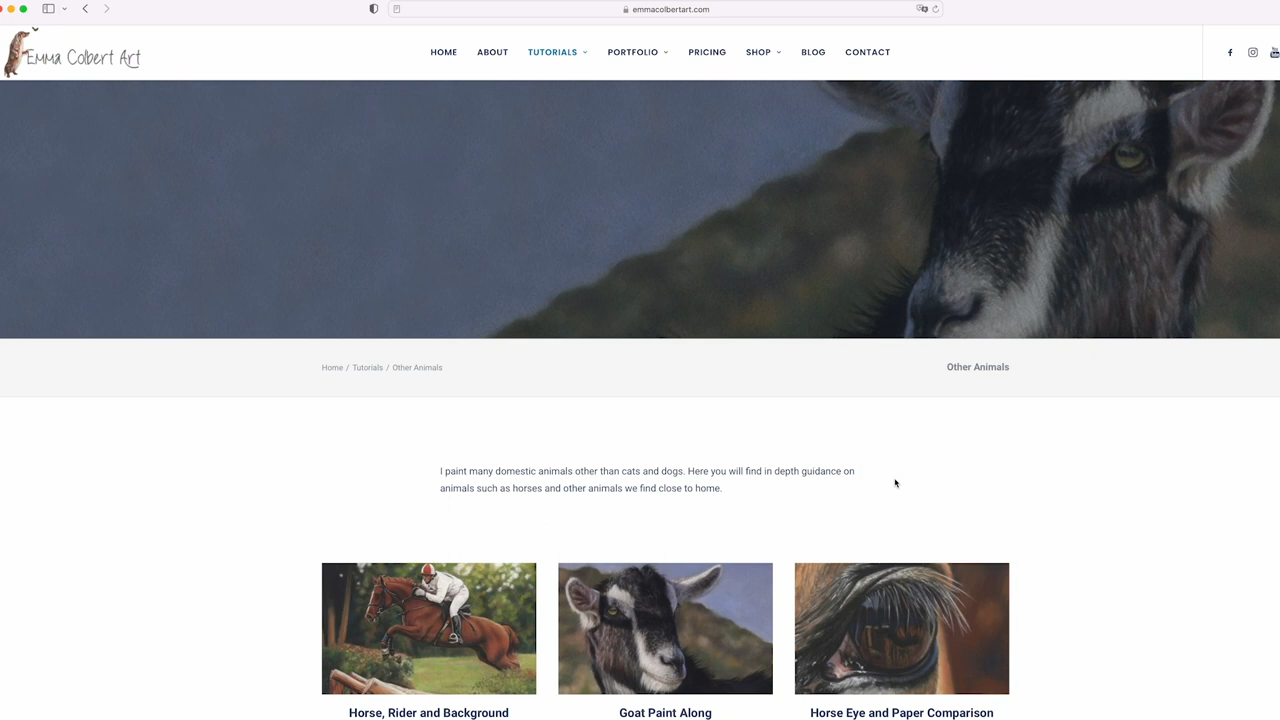 emmacolbertart.com
Emma Colbert Art
HOME ABOUT TUTORIALS PORTFOLIO PRICING SHOP BLOG CONTACT
Home / Tutorials / Other Animals
Other Animals
I paint many domestic animals other than cats and dogs. Here you will find in depth guidance on
animals such as horses and other animals we find close to home.
Horse, Rider and Background
Goat Paint Along
Horse Eye and Paper Comparison